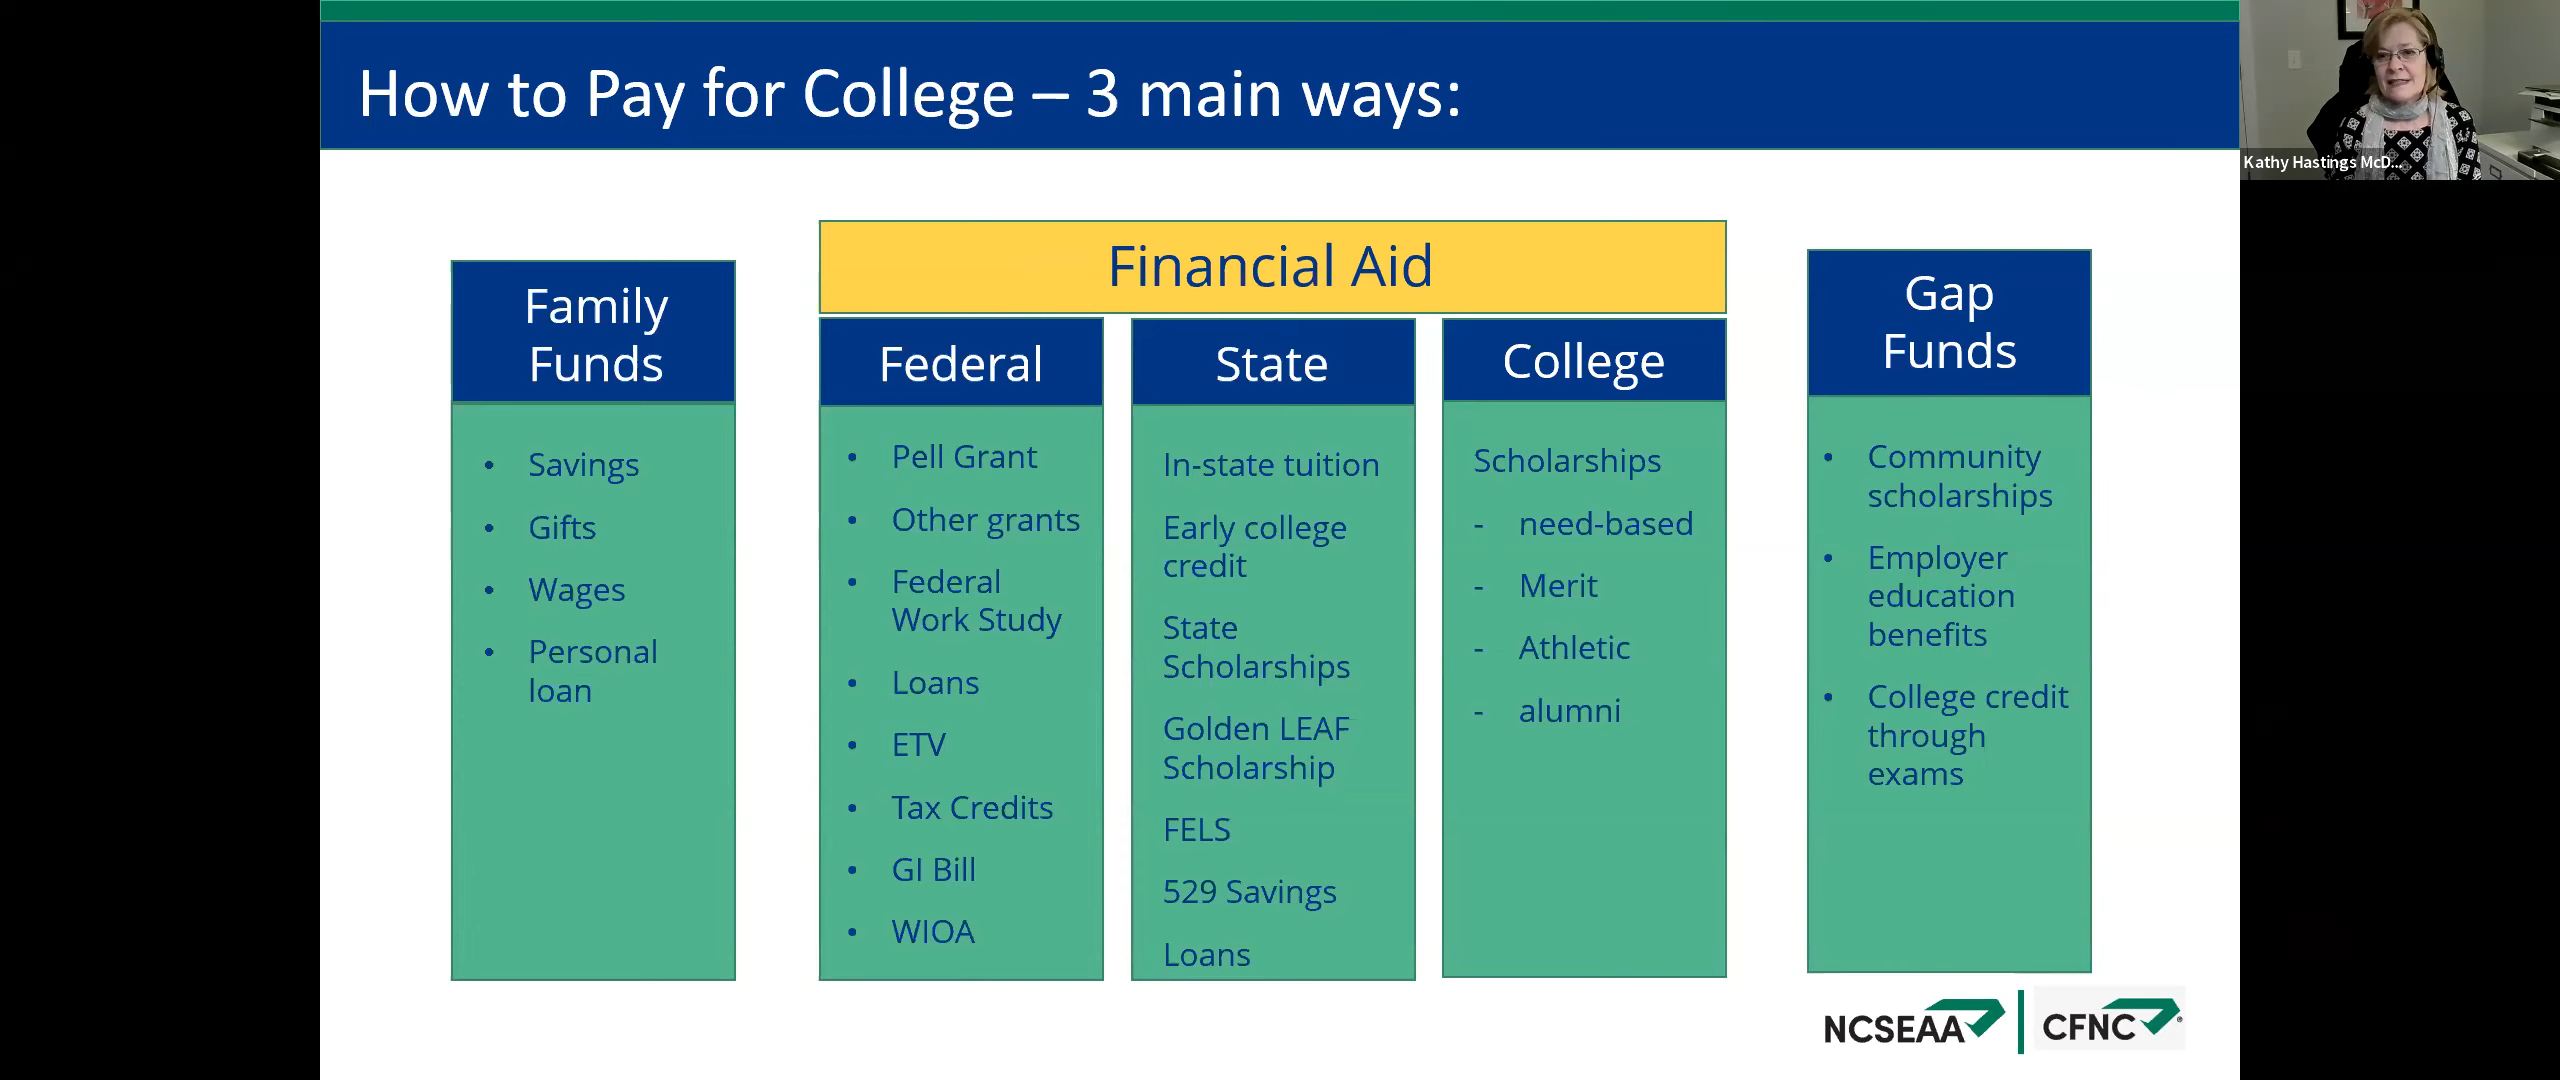 How to Pay for College – 3 main ways:
Kathy Hastings McD...
Family
Funds
• Savings
• Gifts
• Wages
• Personal
loan
Financial Aid
Federal
• Pell Grant
• Other grants
• Federal
Work Study
• Loans
• ETV
• Tax Credits
• GI Bill
• WIOA
State
In-state tuition
Early college
credit
State
Scholarships
Golden LEAF
Scholarship
FELS
529 Savings
Loans
College
Scholarships
- need-based
- Merit
- Athletic
- alumni
Gap
Funds
• Community
scholarships
• Employer
education
benefits
• College credit
through
exams
NCSEAA
CFNC®